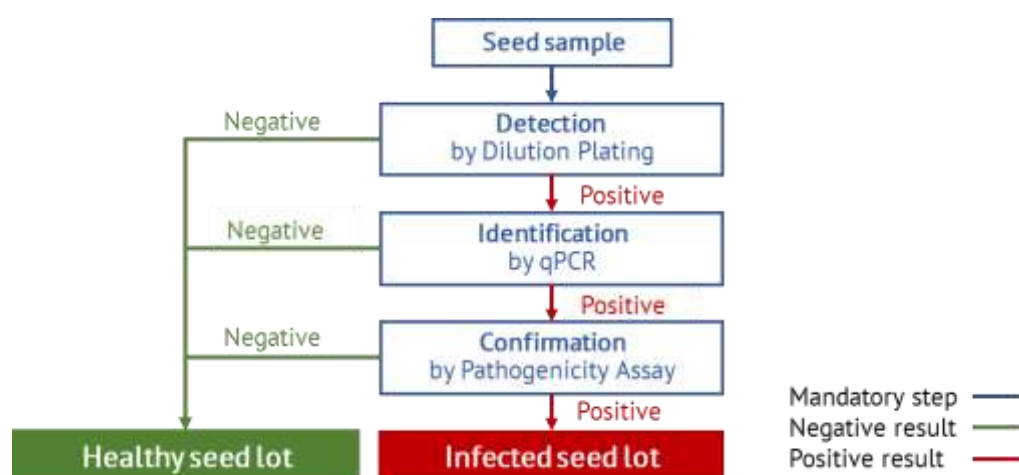 Seed sample
Negative
Detection
by Dilution Plating
Positive
Negative
Identification
by qPCR
Positive
Negative
Confirmation
by Pathogenicity Assay
Positive
Mandatory step
Negative result
Positive result
Healthy seed lot
Infected seed lot